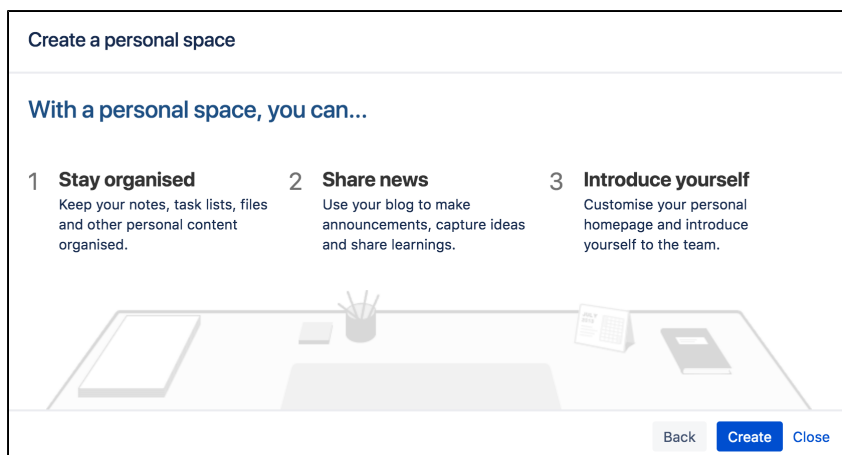 Create a personal space
With a personal space, you can...
1 Stay organised
Keep your notes, task lists, files
and other personal content
organised.
2 Share news
Use your blog to make
announcements, capture ideas
and share learnings.
3 Introduce yourself
Customise your personal
homepage and introduce
yourself to the team.
Back Create Close